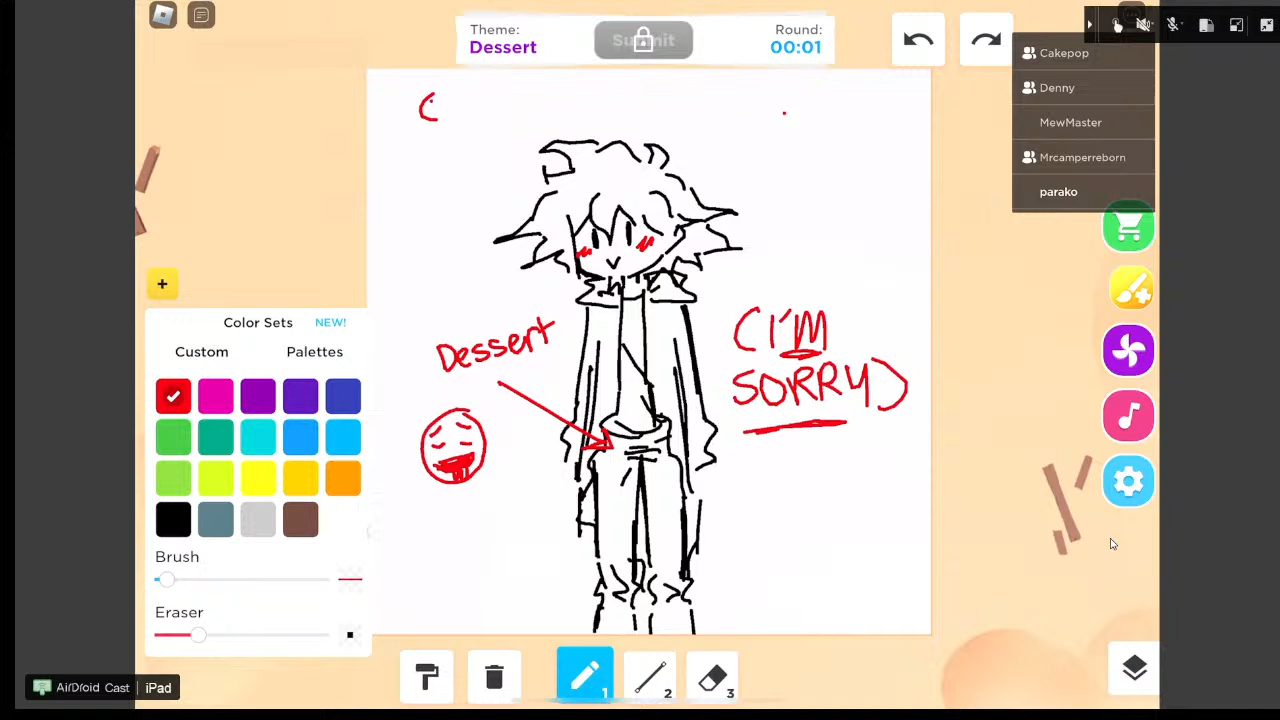 Theme:
Dessert
Submit
Round:
00:01
Cakepop
Denny
MewMaster
Mrcamperreborn
parako
Color Sets NEW!
Custom Palettes
Dessert
(I'M
SORRY)
Brush
Eraser
1
2
3
AirDroid Cast | iPad